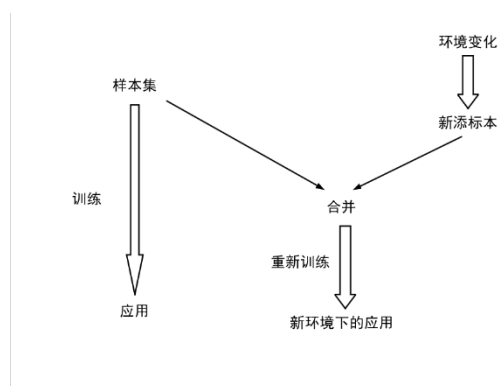 环境变化
样本集
新添标本
训练
合并
重新训练
应用
新环境下的应用